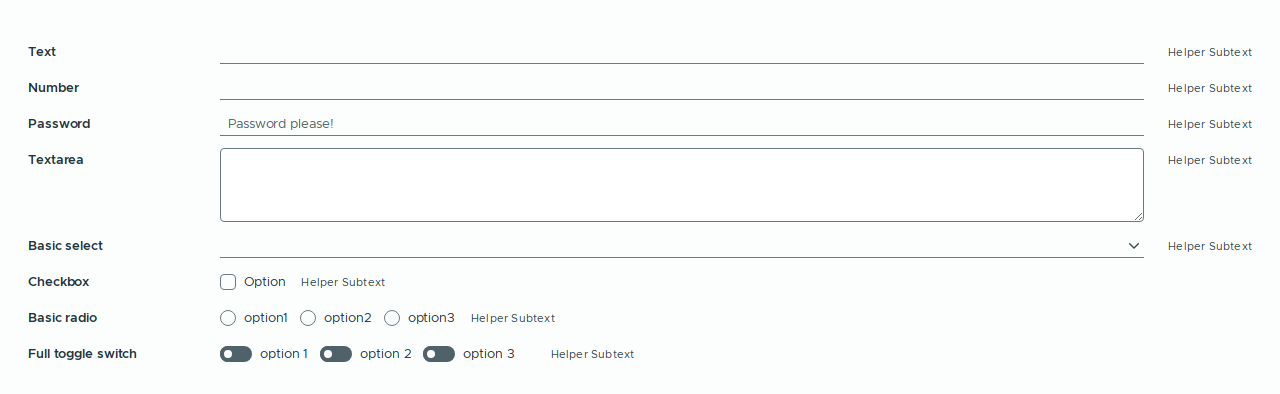 Text Helper Subtext
Number Helper Subtext
Password Password please! Helper Subtext
Textarea Helper Subtext
Basic select Helper Subtext
Checkbox Option Helper Subtext
Basic radio option1 option2 option3 Helper Subtext
Full toggle switch option 1 option 2 option 3 Helper Subtext